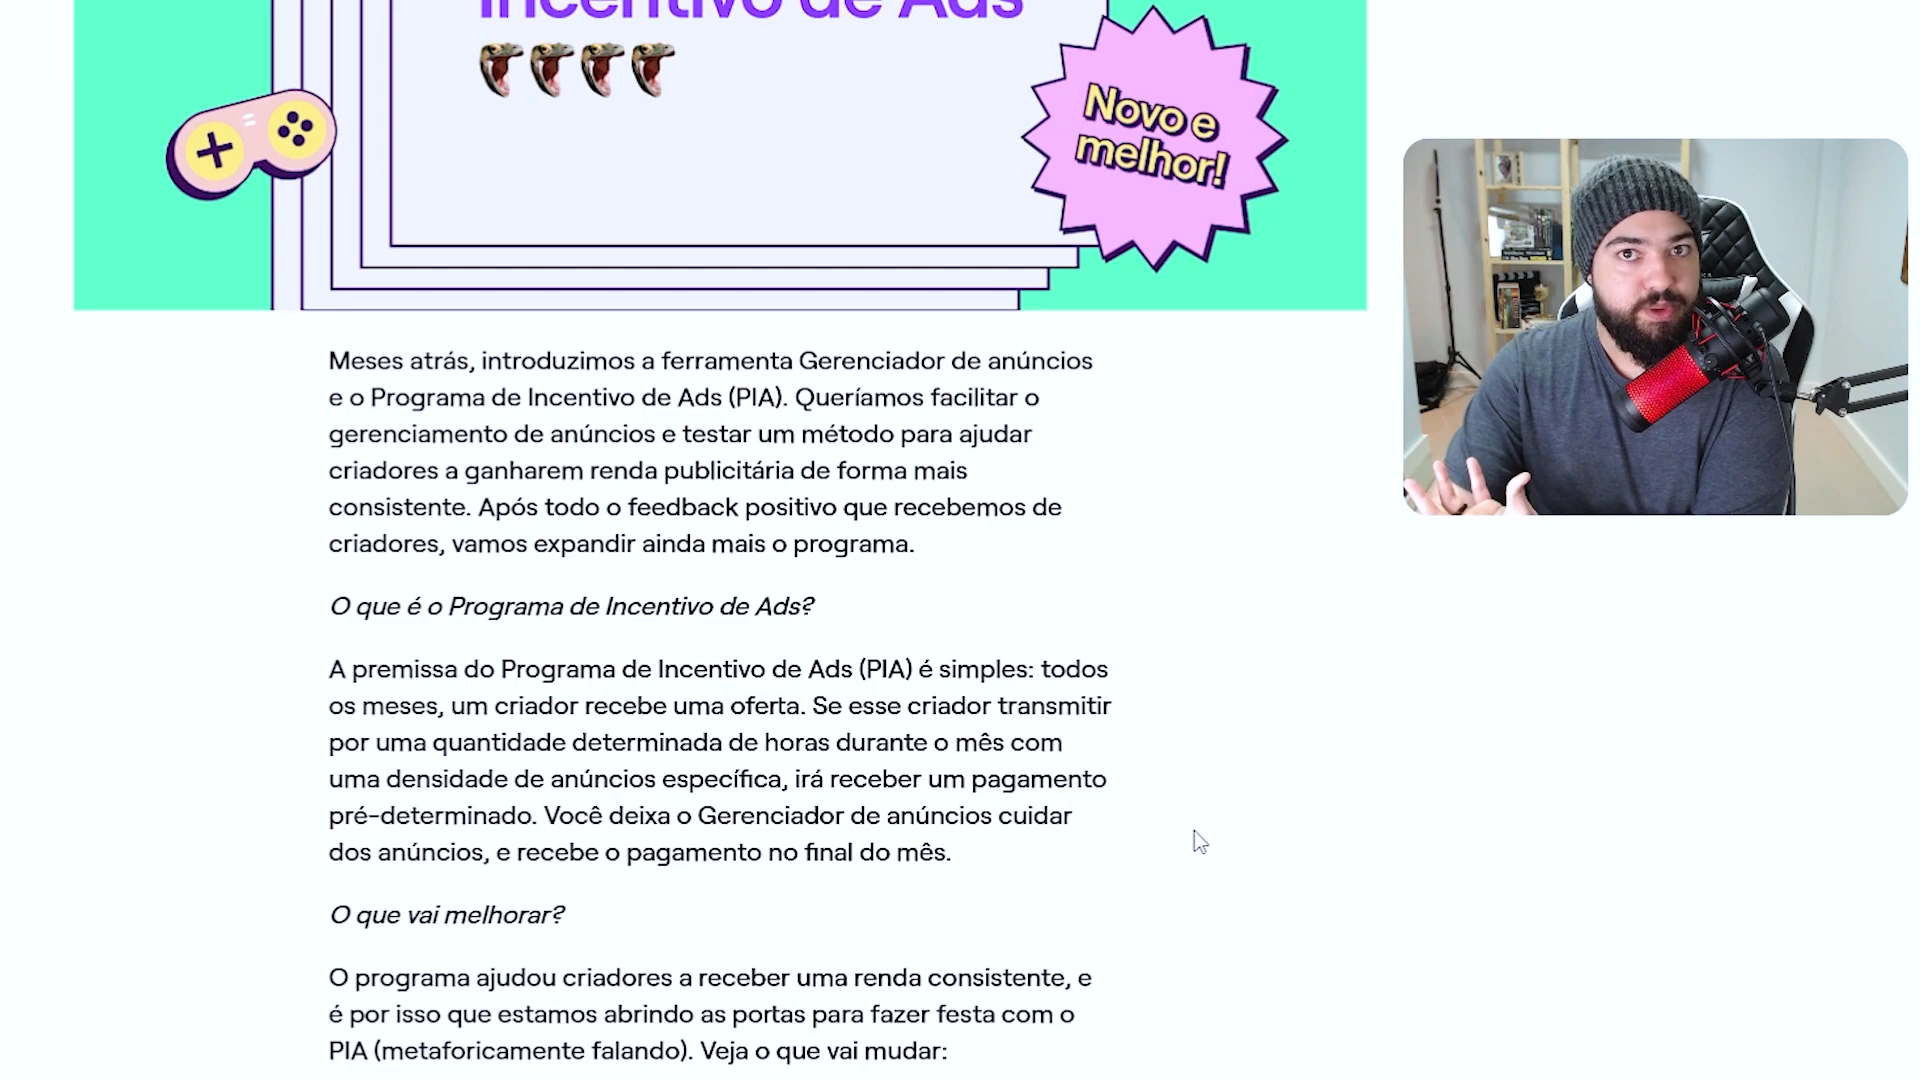 Incentivo de Ads
Novo e
melhor!
Meses atrás, introduzimos a ferramenta Gerenciador de anúncios
e o Programa de Incentivo de Ads (PIA). Queríamos facilitar o
gerenciamento de anúncios e testar um método para ajudar
criadores a ganharem renda publicitária de forma mais
consistente. Após todo o feedback positivo que recebemos de
criadores, vamos expandir ainda mais o programa.
O que é o Programa de Incentivo de Ads?
A premissa do Programa de Incentivo de Ads (PIA) é simples: todos
os meses, um criador recebe uma oferta. Se esse criador transmitir
por uma quantidade determinada de horas durante o mês com
uma densidade de anúncios específica, irá receber um pagamento
pré-determinado. Você deixa o Gerenciador de anúncios cuidar
dos anúncios, e recebe o pagamento no final do mês.
O que vai melhorar?
O programa ajudou criadores a receber uma renda consistente, e
é por isso que estamos abrindo as portas para fazer festa com o
PIA (metaforicamente falando). Veja o que vai mudar: